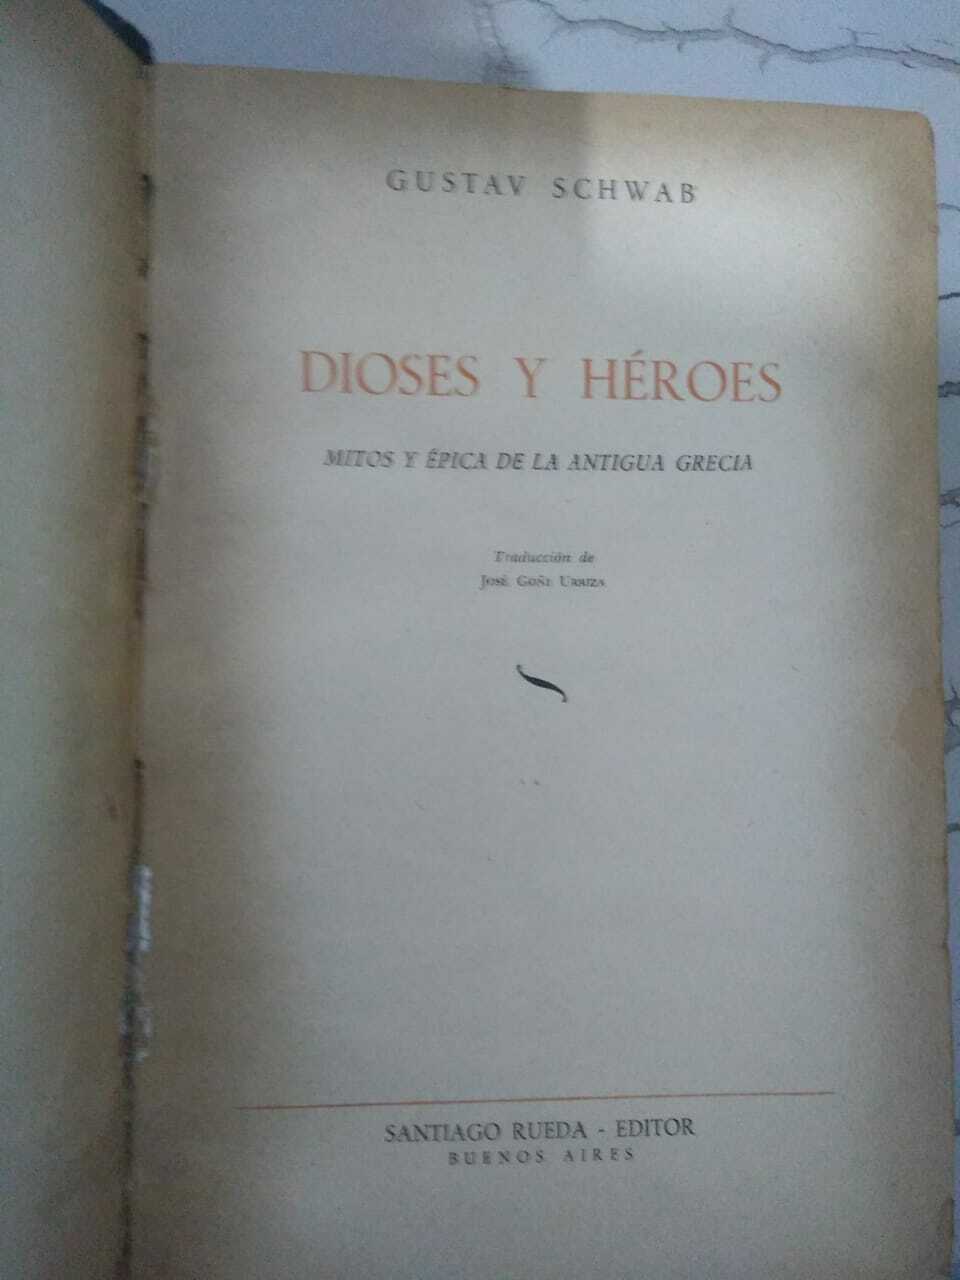 GUSTAV SCHWAB
DIOSES Y HÉROES
MITOS Y ÉPICA DE LA ANTIGUA GRECIA
Traducción de
JOSÉ GOÑI URRIZA
SANTIAGO RUEDA - EDITOR
BUENOS AIRES